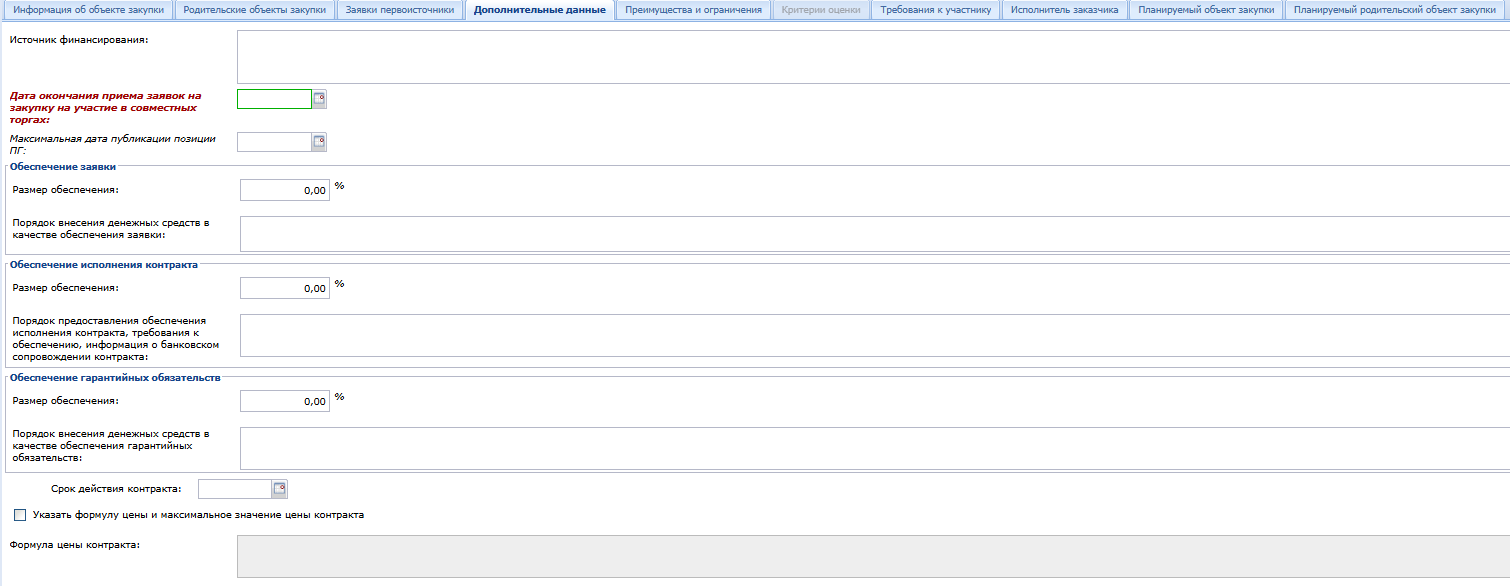 Информация об объекте закупки Родительские объекты закупки Заявки первоисточники Дополнительные данные Преимущества и ограничения Критерии оценки Требования к участнику Исполнитель заказчика Планируемый объект закупки Планируемый родительский объект закупки
Источник финансирования:
Дата окончания приема заявок на
закупку на участие в совместных
торгах:
Максимальная дата публикации позиции
ПГ:
Обеспечение заявки
Размер обеспечения: 0,00 %
Порядок внесения денежных средств в
качестве обеспечения заявки:
Обеспечение исполнения контракта
Размер обеспечения: 0,00 %
Порядок предоставления обеспечения
исполнения контракта, требования к
обеспечению, информация о банковском
сопровождении контракта:
Обеспечение гарантийных обязательств
Размер обеспечения: 0,00 %
Порядок внесения денежных средств в
качестве обеспечения гарантийных
обязательств:
Срок действия контракта:
Указать формулу цены и максимальное значение цены контракта
Формула цены контракта: